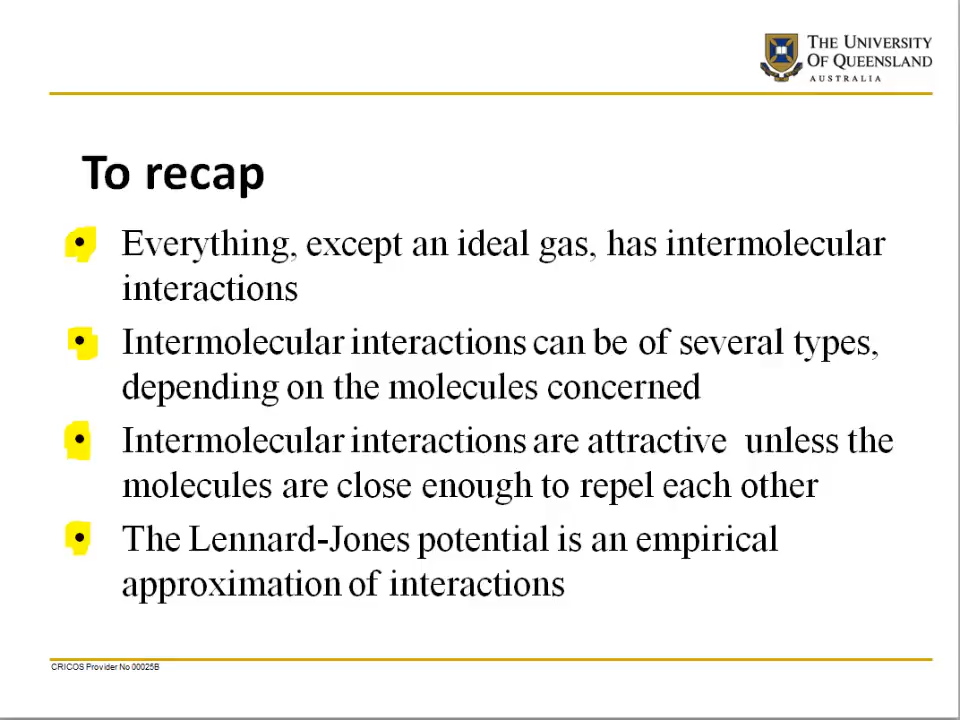 THE UNIVERSITY
OF QUEENSLAND
AUSTRALIA
To recap
• Everything, except an ideal gas, has intermolecular
interactions
• Intermolecular interactions can be of several types,
depending on the molecules concerned
• Intermolecular interactions are attractive  unless the
molecules are close enough to repel each other
• The Lennard-Jones potential is an empirical
approximation of interactions
CRICOS Provider No 00025B